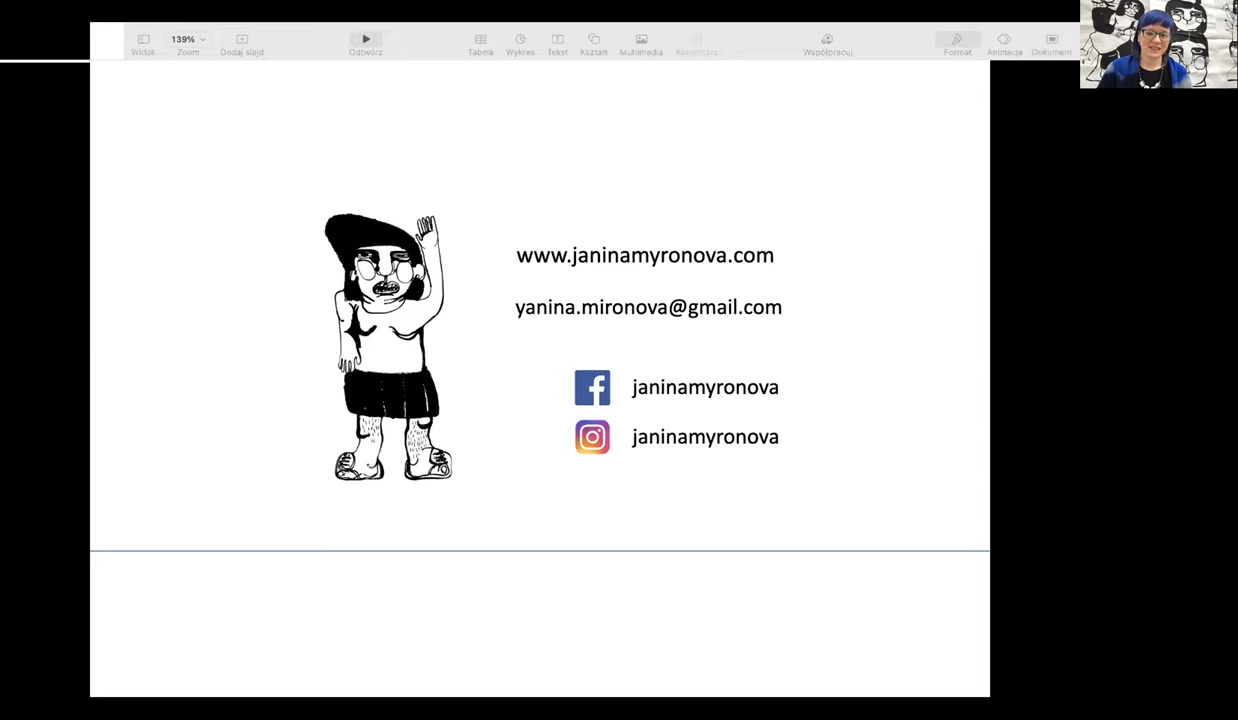 139%
Widok Zoom Dodaj slajd Odtwórz Tabela Wykres Tekst Kształt Multimedia Komentarz Współpracuj Format Animacja Dokument
www.janinamyronova.com
yanina.mironova@gmail.com
janinamyronova
janinamyronova